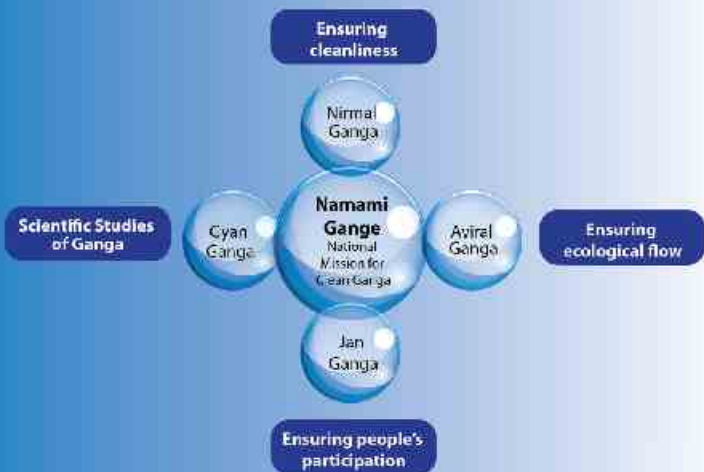 Ensuring
cleanliness
Nirmal
Ganga
Scientific Studies
of Ganga
Gyan
Ganga
Namami
Gange
National
Mission for
Clean Ganga
Aviral
Ganga
Ensuring
ecological flow
Jan
Ganga
Ensuring people's
participation